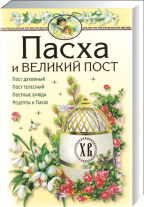 Пасха
и ВЕЛИКИЙ ПОСТ
Пост духовный
Пост телесный
Постные блюда
Рецепты к Пасхе
ХВ